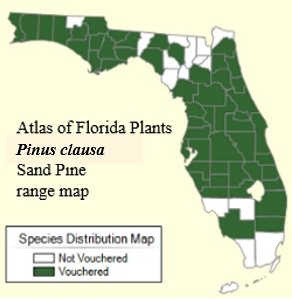 Atlas of Florida Plants
Pinus clausa
Sand Pine
range map
Species Distribution Map
Not Vouchered
Vouchered